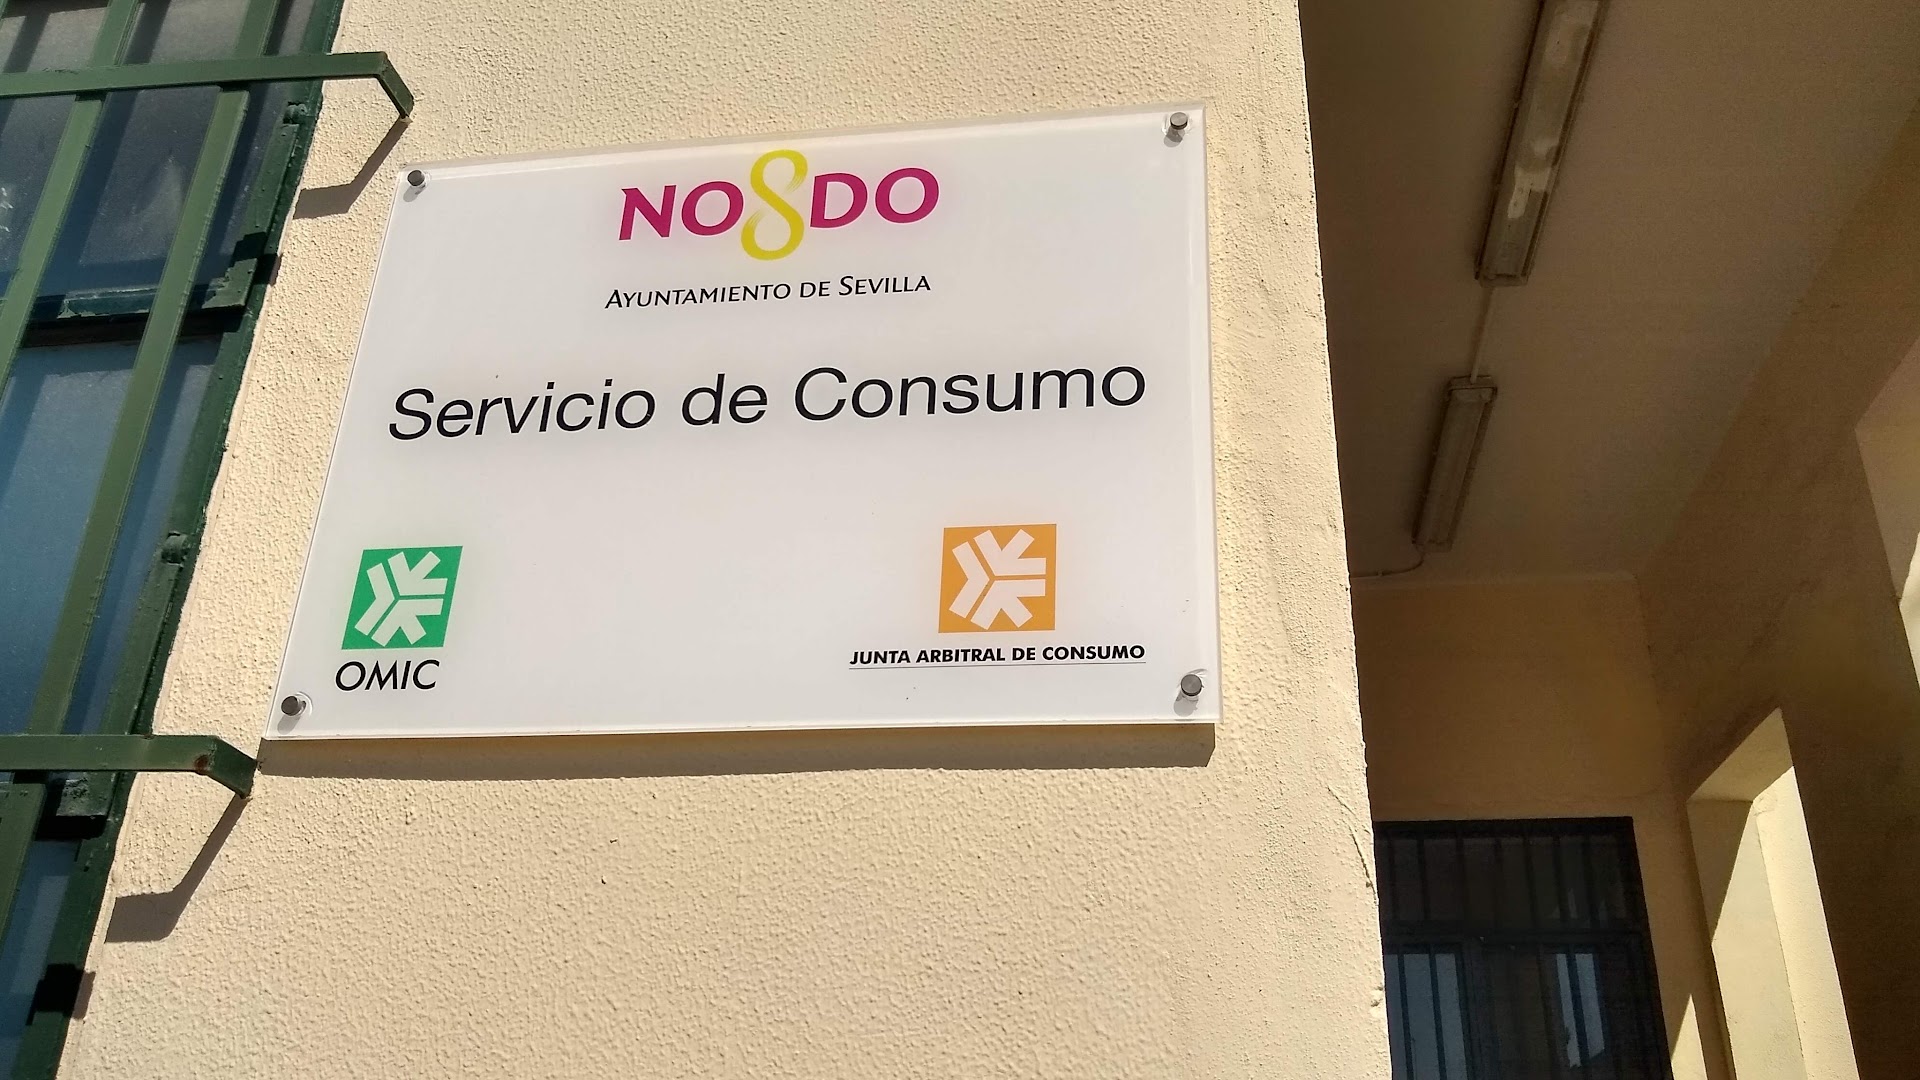 NO8DO
AYUNTAMIENTO DE SEVILLA
Servicio de Consumo
OMIC
JUNTA ARBITRAL DE CONSUMO